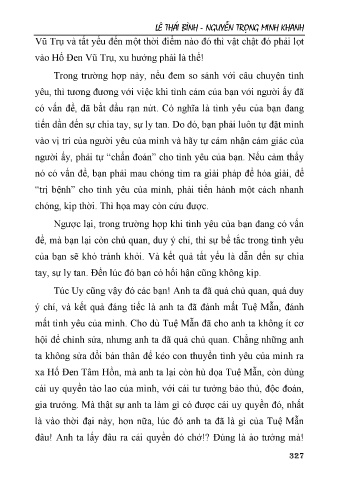 LÊ THÁI BÌNH - NGUYỄN TRỌNG MINH KHANH
Vũ Trụ và tất yếu đến một thời điểm nào đó thì vật chất đó phải lọt
vào Hố Đen Vũ Trụ, xu hướng phải là thế!
Trong trường hợp này, nếu đem so sánh với câu chuyện tình
yêu, thì tương đương với việc khi tình cảm của bạn với người ấy đã
có vấn đề, đã bắt đầu rạn nứt. Có nghĩa là tình yêu của bạn đang
tiến dần đến sự chia tay, sự ly tan. Do đó, bạn phải luôn tự đặt mình
vào vị trí của người yêu của mình và hãy tự cảm nhận cảm giác của
người ấy, phải tự “chẩn đoán” cho tình yêu của bạn. Nếu cảm thấy
nó có vấn đề, bạn phải mau chóng tìm ra giải pháp để hóa giải, để
“trị bệnh” cho tình yêu của mình, phải tiến hành một cách nhanh
chóng, kịp thời. Thì họa may còn cứu được.
Ngược lại, trong trường hợp khi tình yêu của bạn đang có vấn
đề, mà bạn lại còn chủ quan, duy ý chí, thì sự bế tắc trong tình yêu
của bạn sẽ khó tránh khỏi. Và kết quả tất yếu là dẫn đến sự chia
tay, sự ly tan. Đến lúc đó bạn có hối hận cũng không kịp.
Túc Uy cũng vậy đó các bạn! Anh ta đã quá chủ quan, quá duy
ý chí, và kết quả đáng tiếc là anh ta đã đánh mất Tuệ Mẫn, đánh
mất tình yêu của mình. Cho dù Tuệ Mẫn đã cho anh ta không ít cơ
hội để chỉnh sửa, nhưng anh ta đã quá chủ quan. Chẳng những anh
ta không sửa đổi bản thân để kéo con thuyền tình yêu của mình ra
xa Hố Đen Tâm Hồn, mà anh ta lại còn hù dọa Tuệ Mẫn, còn dùng
cái uy quyền tào lao của mình, với cái tư tưởng bảo thủ, độc đoán,
gia trưởng. Mà thật sự anh ta làm gì có được cái uy quyền đó, nhất
là vào thời đại này, hơn nữa, lúc đó anh ta đã là gì của Tuệ Mẫn
đâu! Anh ta lấy đâu ra cái quyền đó chớ!? Đúng là ảo tưởng mà!
327